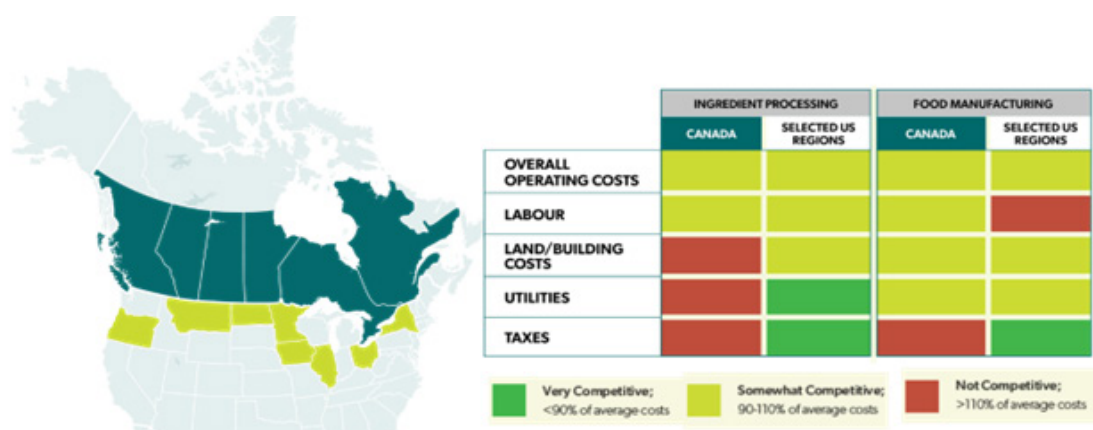 INGREDIENT PROCESSING
FOOD MANUFACTURING
CANADA
SELECTED US
REGIONS
CANADA
SELECTED US
REGIONS
OVERALL
OPERATING COSTS
LABOUR
LAND/BUILDING
COSTS
UTILITIES
TAXES
Very Competitive;
<90% of average costs
Somewhat Competitive;
90-110% of average costs
Not Competitive;
>110% of average costs